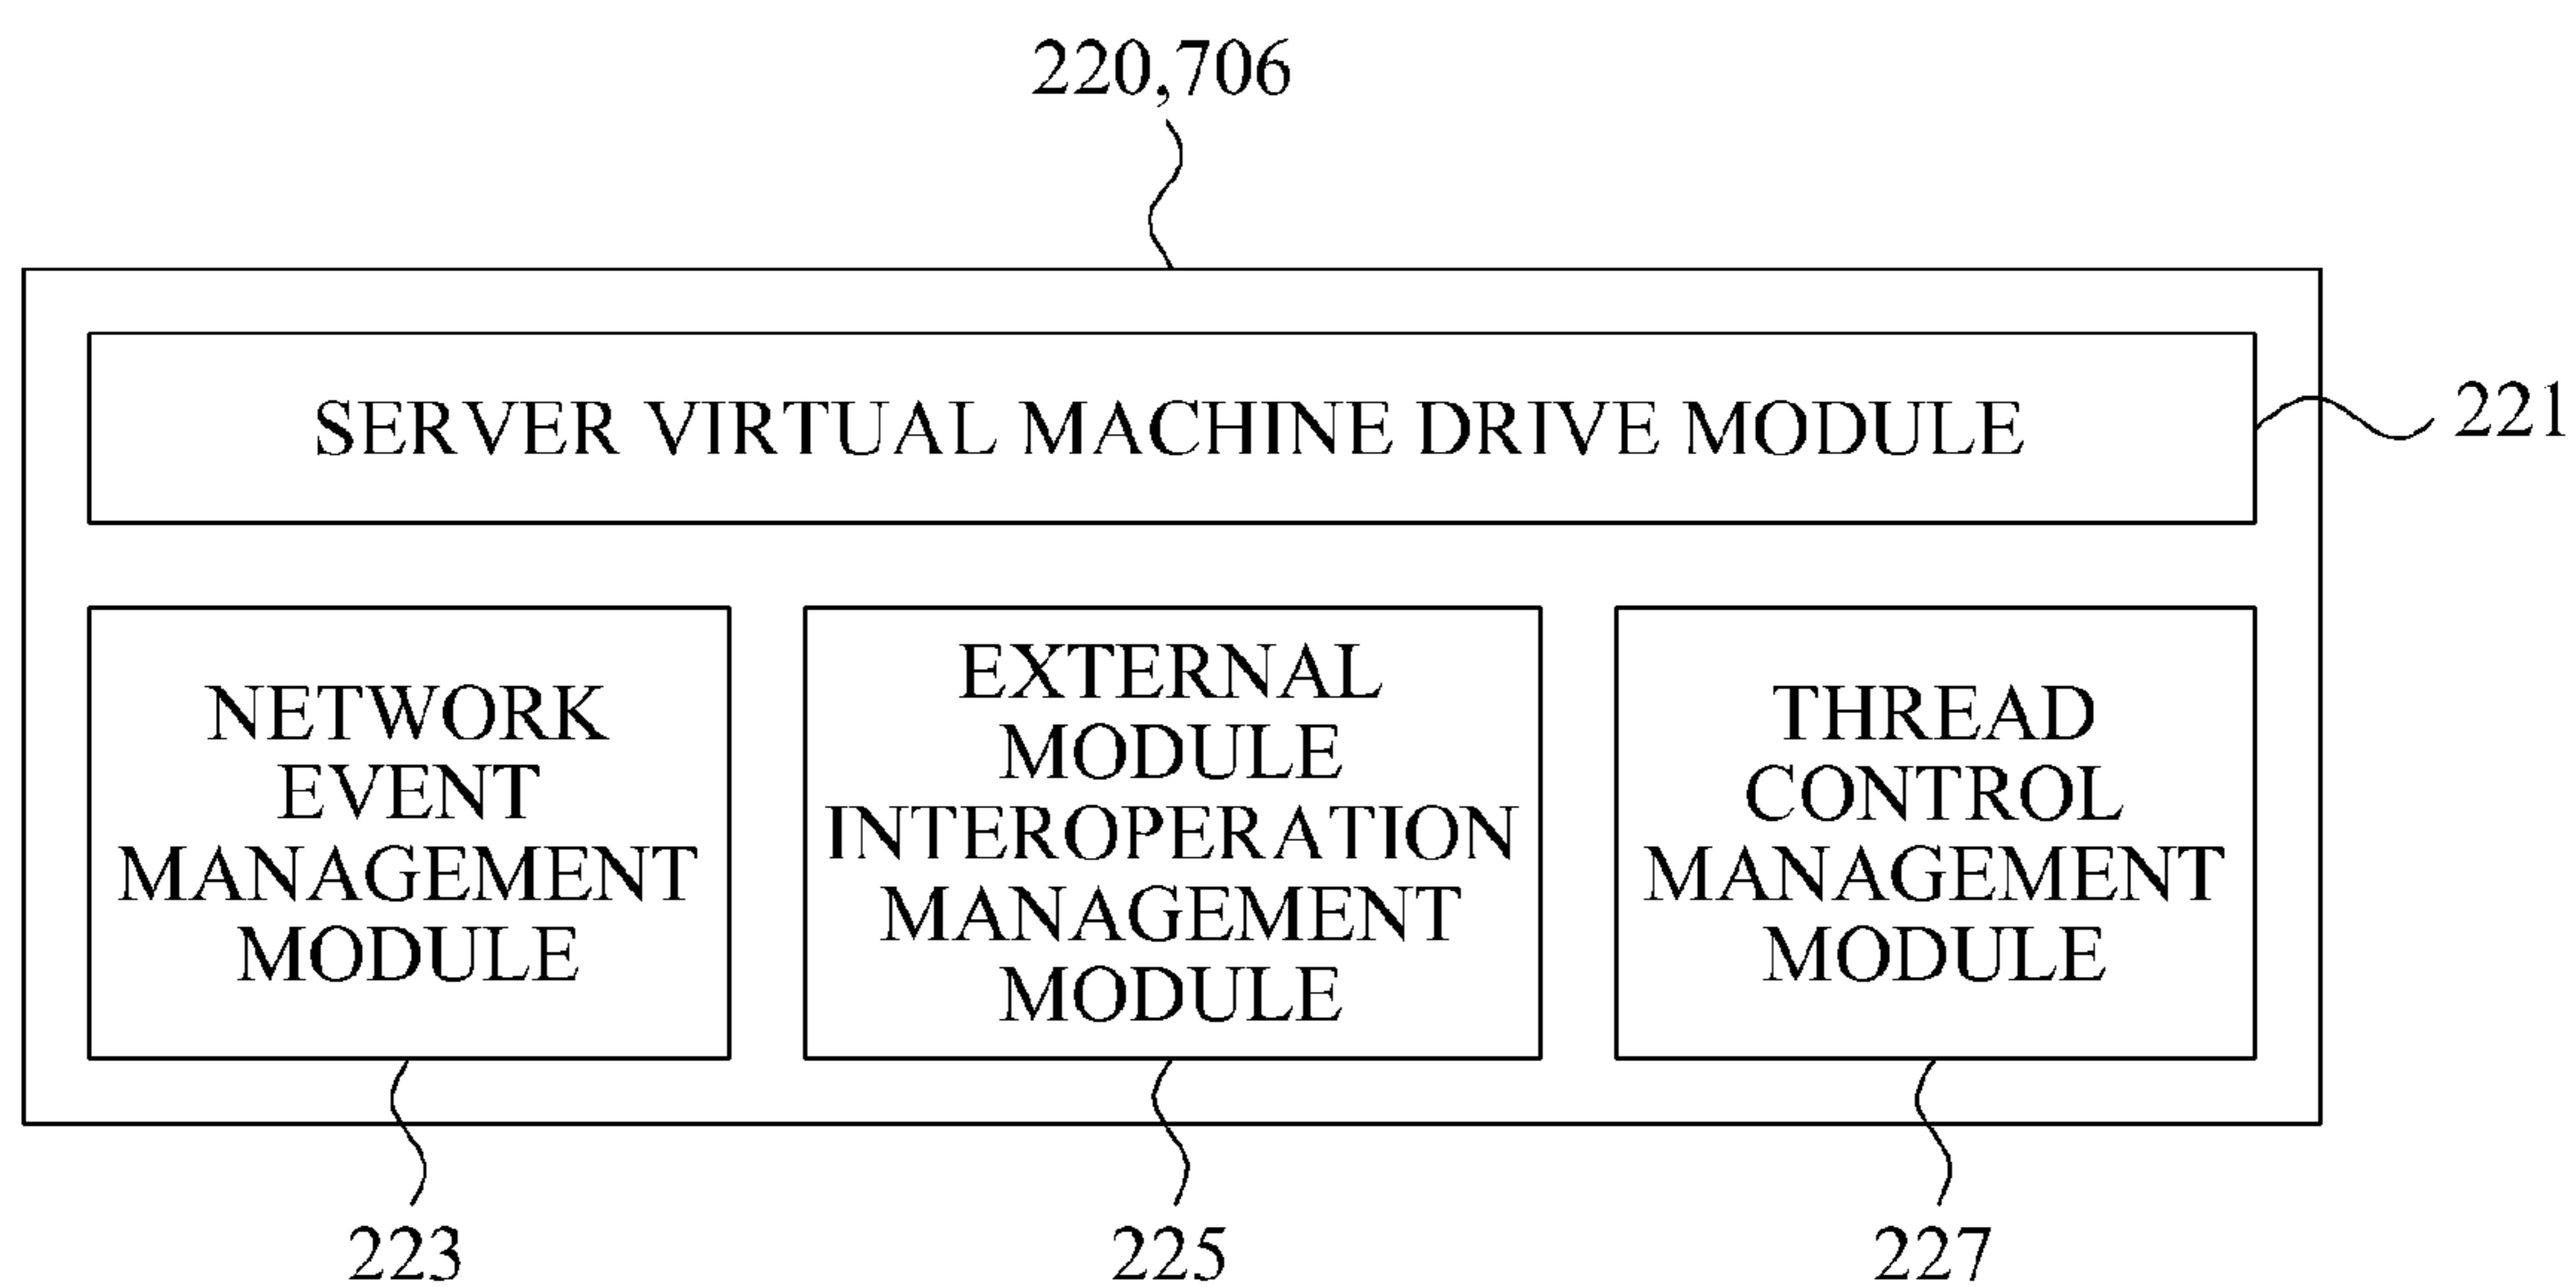 220,706
SERVER VIRTUAL MACHINE DRIVE MODULE
221
NETWORK
EVENT
MANAGEMENT
MODULE
EXTERNAL
MODULE
INTEROPERATION
MANAGEMENT
MODULE
THREAD
CONTROL
MANAGEMENT
MODULE
223
225
227